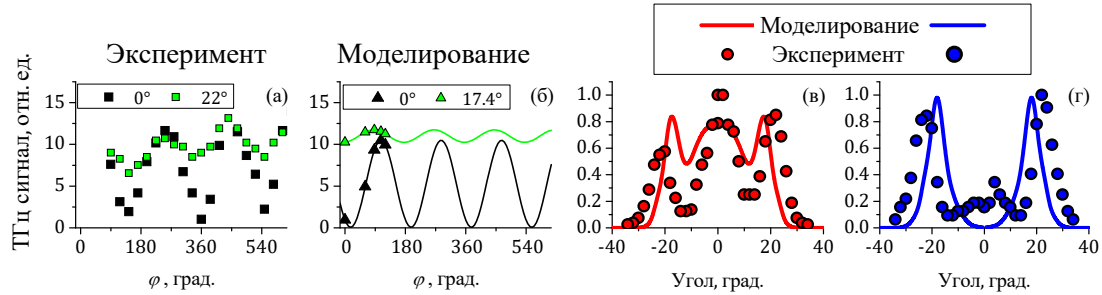 Эксперимент
Моделирование
Моделирование
Эксперимент
ТГц сигнал, отн. ед.
15
10
5
0
0° 22° (а)
0 180 360 540
φ, град.
15
10
5
0
0° 17.4° (б)
0 180 360 540
φ, град.
1.0
0.8
0.6
0.4
0.2
0.0
(в)
-40 -20 0 20 40
Угол, град.
1.0
0.8
0.6
0.4
0.2
0.0
(г)
-40 -20 0 20 40
Угол, град.